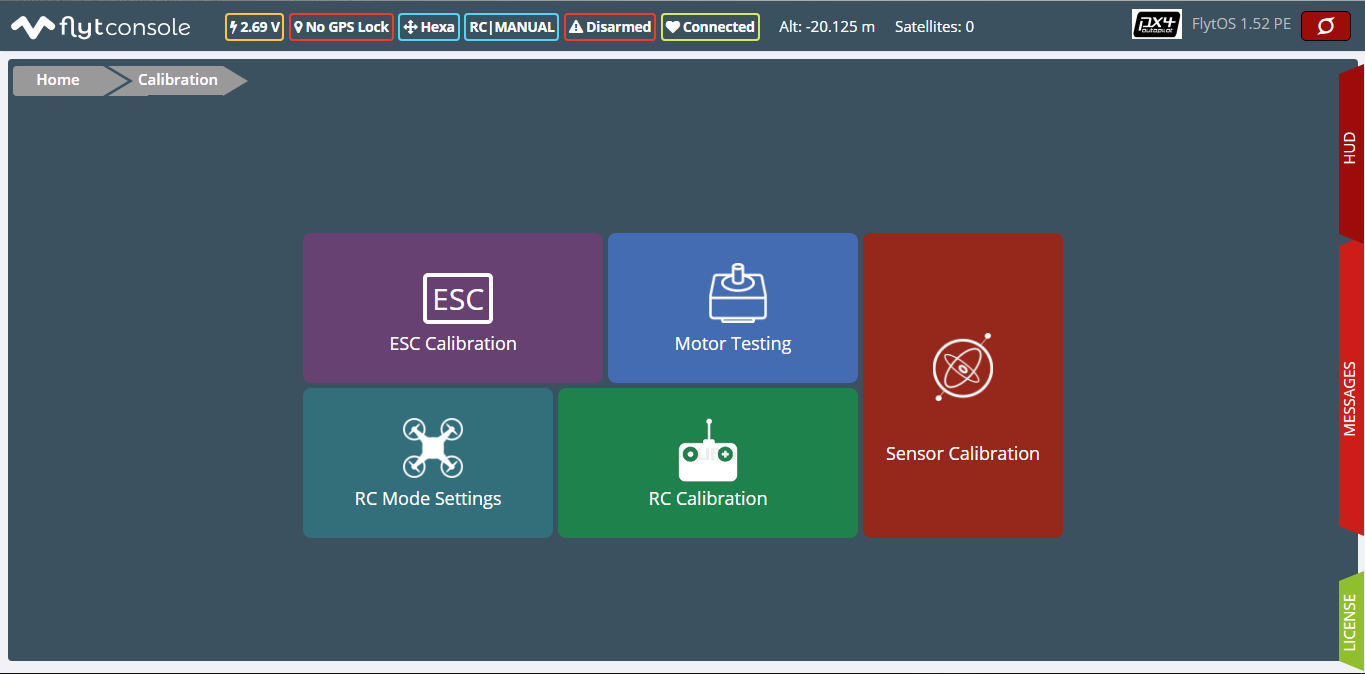 flytconsole
2.69 V
No GPS Lock
Hexa
RC|MANUAL
Disarmed
Connected
Alt: -20.125 m
Satellites: 0
px4
autopilot
FlytOS 1.52 PE
Home
Calibration
HUD
ESC
ESC Calibration
Motor Testing
Sensor Calibration
MESSAGES
RC Mode Settings
RC Calibration
LICENSE